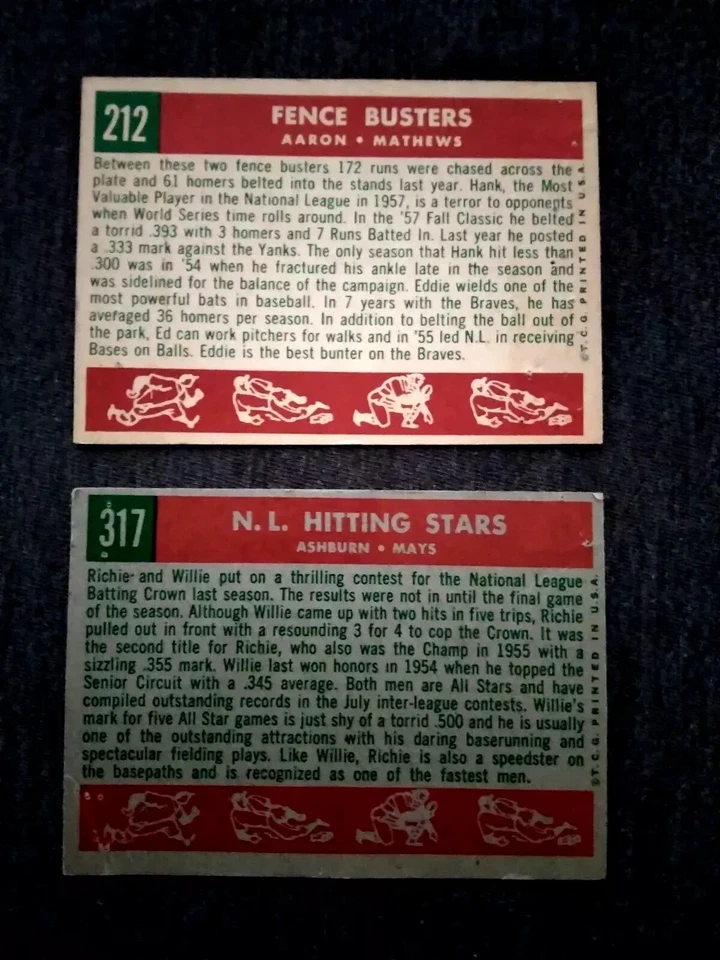 212
FENCE BUSTERS
AARON • MATHEWS
Between these two fence busters 172 runs were chased across the
plate and 61 homers belted into the stands last year. Hank, the Most
Valuable Player in the National League in 1957, is a terror to opponents
when World Series time rolls around. In the '57 Fall Classic he belted
a torrid .393 with 3 homers and 7 Runs Batted In. Last year he posted
a .333 mark against the Yanks. The only season that Hank hit less than
.300 was in '54 when he fractured his ankle late in the season and
was sidelined for the balance of the campaign. Eddie wields one of the
most powerful bats in baseball. In 7 years with the Braves, he has
averaged 36 homers per season. In addition to belting the ball out of
the park, Ed can work pitchers for walks and in '55 led N.L. in receiving
Bases on Balls. Eddie is the best bunter on the Braves.
©T.C.G. PRINTED IN U.S.A.
317
N.L. HITTING STARS
ASHBURN • MAYS
Richie and Willie put on a thrilling contest for the National League
Batting Crown last season. The results were not in until the final game
of the season. Although Willie came up with two hits in five trips, Richie
pulled out in front with a resounding 3 for 4 to cop the Crown. It was
the second title for Richie, who also was the Champ in 1955 with a
sizzling .355 mark. Willie last won honors in 1954 when he topped the
Senior Circuit with a .345 average. Both men are All Stars and have
compiled outstanding records in the July inter-league contests. Willie's
mark for five All Star games is just shy of a torrid .500 and he is usually
one of the outstanding attractions with his daring baserunning and
spectacular fielding plays. Like Willie, Richie is also a speedster on
the basepaths and is recognized as one of the fastest men.
©T.C.G. PRINTED IN U.S.A.